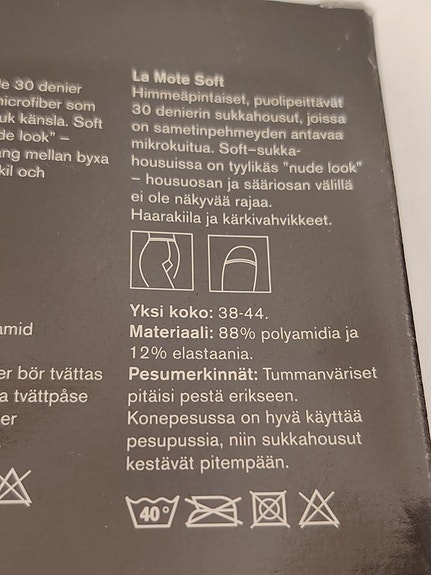 le 30 denier
microfiber som
uk känsla. Soft
de look" –
ng mellan byxa
kil och
amid
er bör tvättas
a tvättpåse
er
La Mote Soft
Himmeäpintaiset, puolipeittävät
30 denierin sukkahousut, joissa
on sametinpehmeyden antavaa
mikrokuitua. Soft–sukka-
housuissa on tyylikäs "nude look"
– housuosan ja sääriosan välillä
ei ole näkyvää rajaa.
Haarakiila ja kärkivahvikkeet.
Yksi koko: 38-44.
Materiaali: 88% polyamidia ja
12% elastaania.
Pesumerkinnät: Tummanväriset
pitäisi pestä erikseen.
Konepesussa on hyvä käyttää
pesupussia, niin sukkahousut
kestävät pitempään.
40°